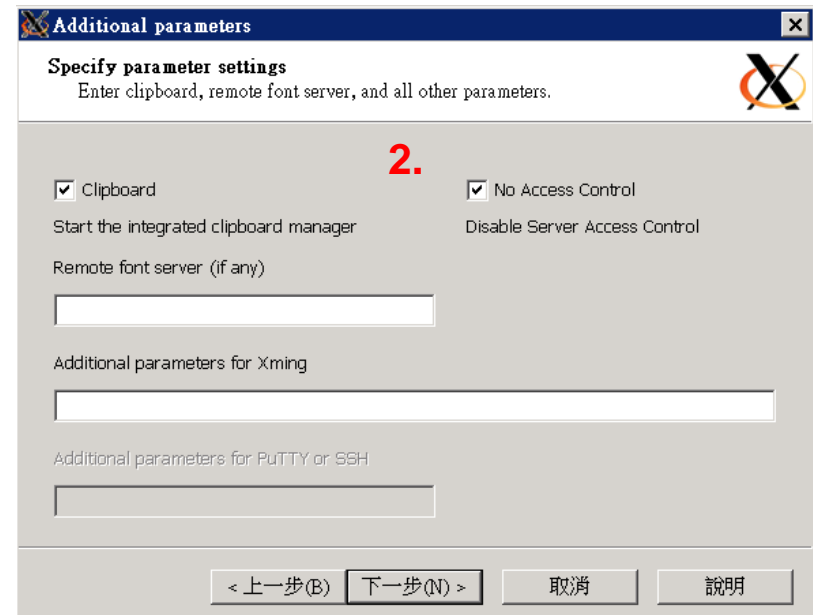 Additional parameters
Specify parameter settings
Enter clipboard, remote font server, and all other parameters.
2.
Clipboard
No Access Control
Start the integrated clipboard manager
Disable Server Access Control
Remote font server (if any)
Additional parameters for Xming
Additional parameters for PuTTY or SSH
< 上一步(B)
下一步(N) >
取消
說明